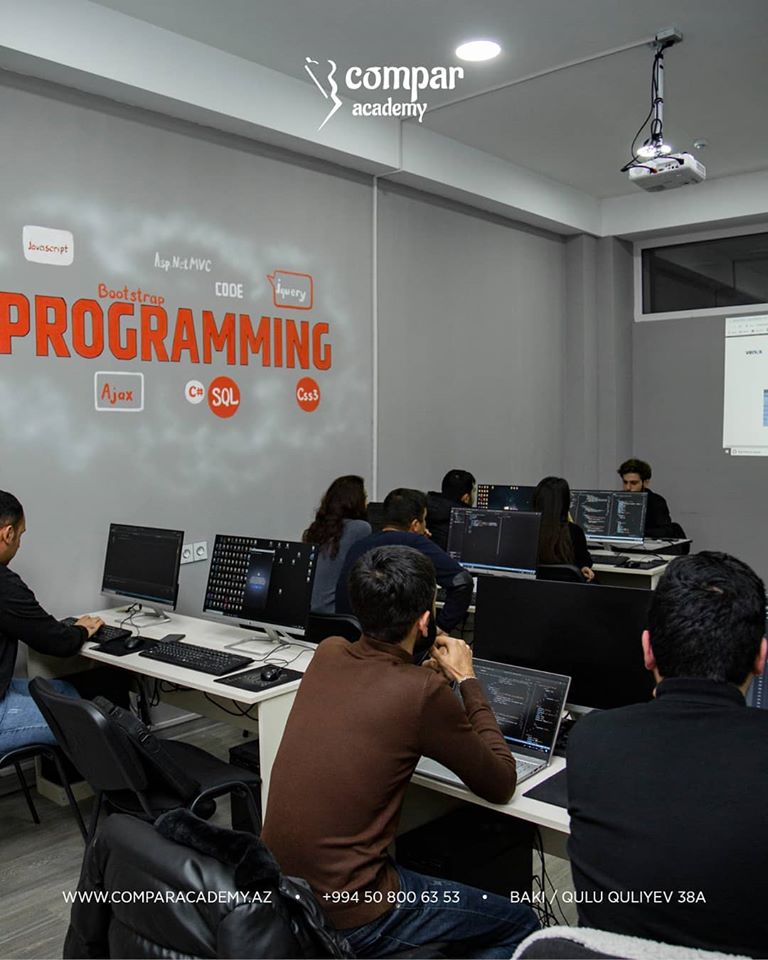 compar
academy
Javascript
Asp.Net MVC
Bootstrap
CODE
jquery
PROGRAMMING
Ajax
C#
SQL
Css3
WWW.COMPARACADEMY.AZ • +994 50 800 63 53 • BAKI / QULU QULIYEV 38A